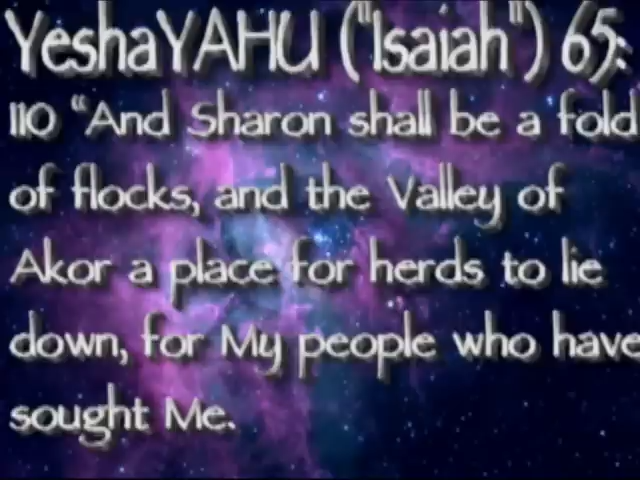 YeshaYAHU ("Isaiah") 65:
110 “And Sharon shall be a fold
of flocks, and the Valley of
Akor a place for herds to lie
down, for My people who have
sought Me.